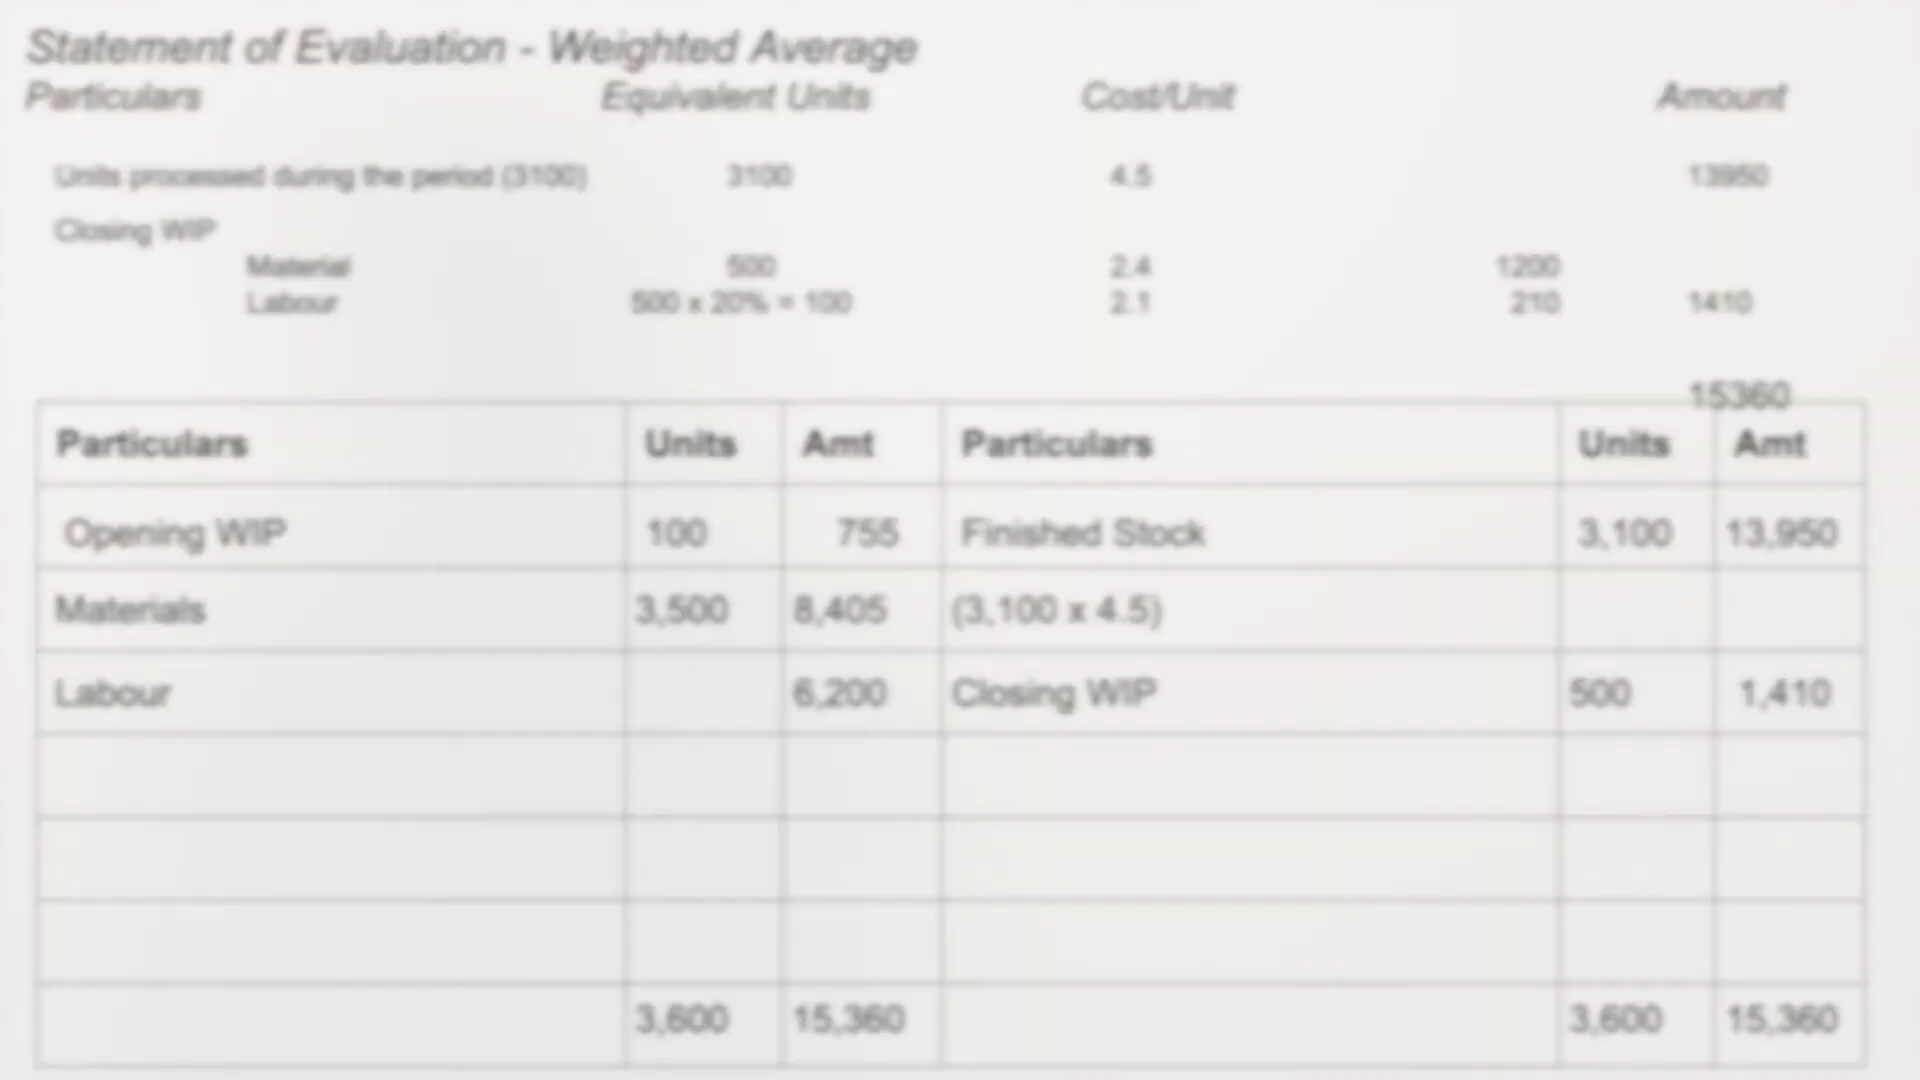 Statement of Evaluation - Weighted Average
Particulars Equivalent Units Cost/Unit Amount
Units processed during the period (3100) 3100 4.5 13950
Closing WIP
Material 500 2.4 1200
Labour 500 x 20% = 100 2.1 210 1410
15360
Particulars Units Amt Particulars Units Amt
Opening WIP 100 755 Finished Stock 3,100 13,950
Materials 3,500 8,405 (3,100 x 4.5)
Labour 6,200 Closing WIP 500 1,410
3,600 15,360 3,600 15,360